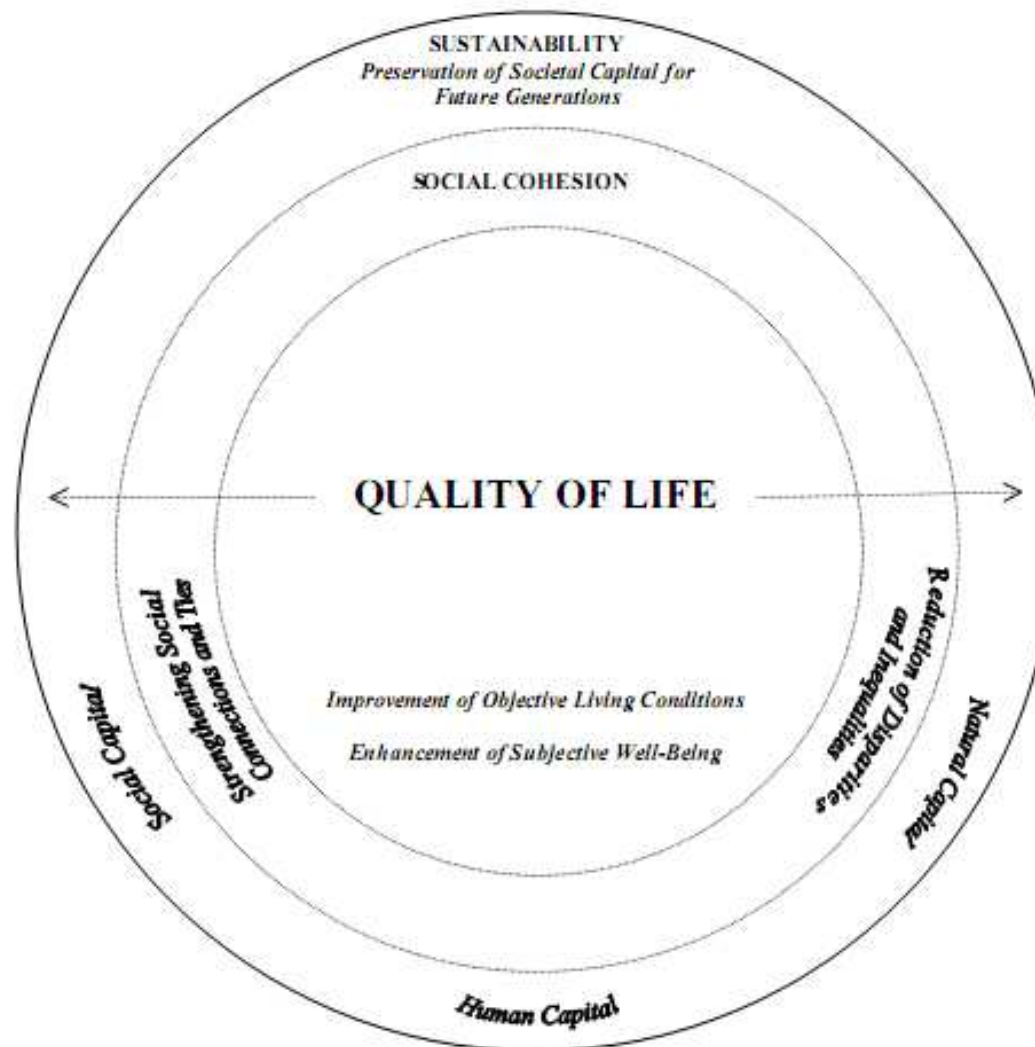 SUSTAINABILITY
Preservation of Societal Capital for
Future Generations
SOCIAL COHESION
QUALITY OF LIFE
Strengthening Social
Connections and Ties
Reduction of Disparities
and Inequalities
Improvement of Objective Living Conditions
Enhancement of Subjective Well-Being
Social Capital
Natural Capital
Human Capital